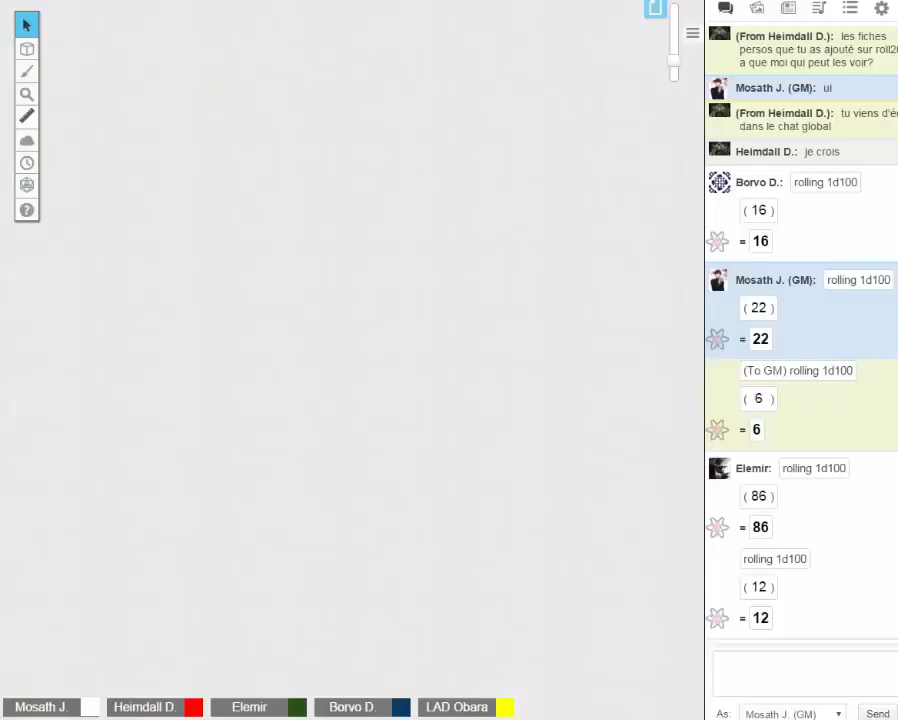 (From Heimdall D.): les fiches
persos que tu as ajouté sur roll2
a que moi qui peut les voir?
Mosath J. (GM): ui
(From Heimdall D.): tu viens d'é
dans le chat global
Heimdall D.: je crois
Borvo D.: rolling 1d100
( 16 )
= 16
Mosath J. (GM): rolling 1d100
( 22 )
= 22
(To GM) rolling 1d100
( 6 )
= 6
Elemir: rolling 1d100
( 86 )
= 86
rolling 1d100
( 12 )
= 12
As: Mosath J. (GM) Send
Mosath J. Heimdall D. Elemir Borvo D. LAD Obara